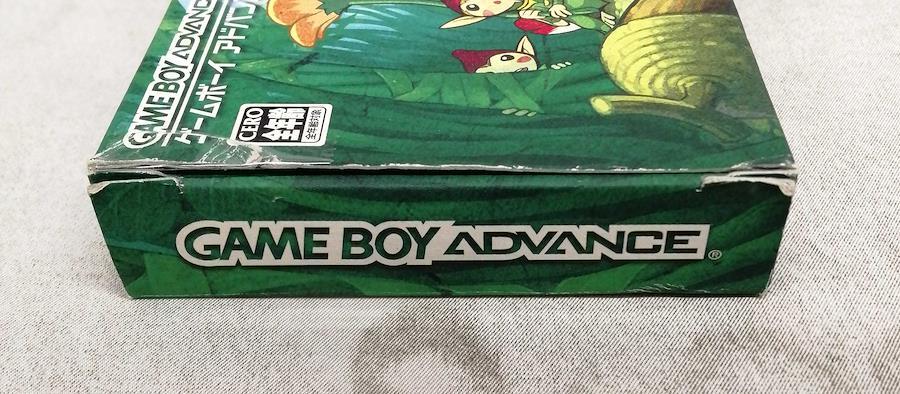 GAME BOY ADVANCE
ゲームボーイ アドバン
CERO
全年齢
全年齢対象
GAME BOY ADVANCE®